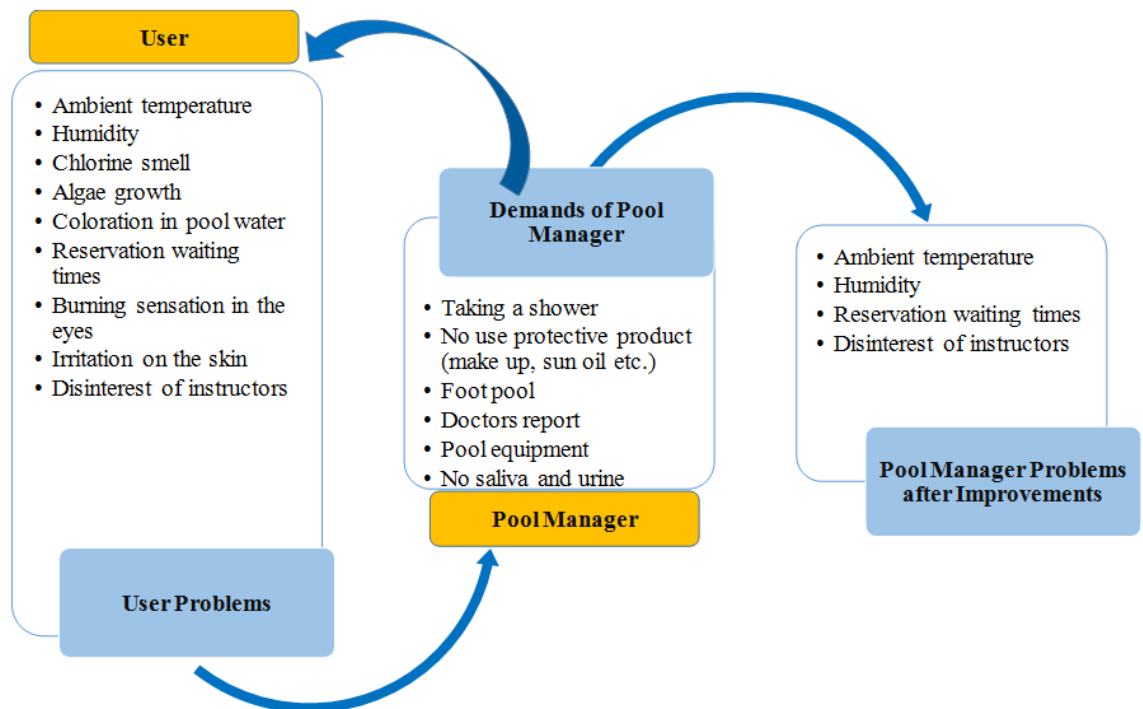 User
• Ambient temperature
• Humidity
• Chlorine smell
• Algae growth
• Coloration in pool water
• Reservation waiting
times
• Burning sensation in the
eyes
• Irritation on the skin
• Disinterest of instructors
User Problems
Demands of Pool
Manager
• Taking a shower
• No use protective product
(make up, sun oil etc.)
• Foot pool
• Doctors report
• Pool equipment
• No saliva and urine
Pool Manager
• Ambient temperature
• Humidity
• Reservation waiting times
• Disinterest of instructors
Pool Manager Problems
after Improvements